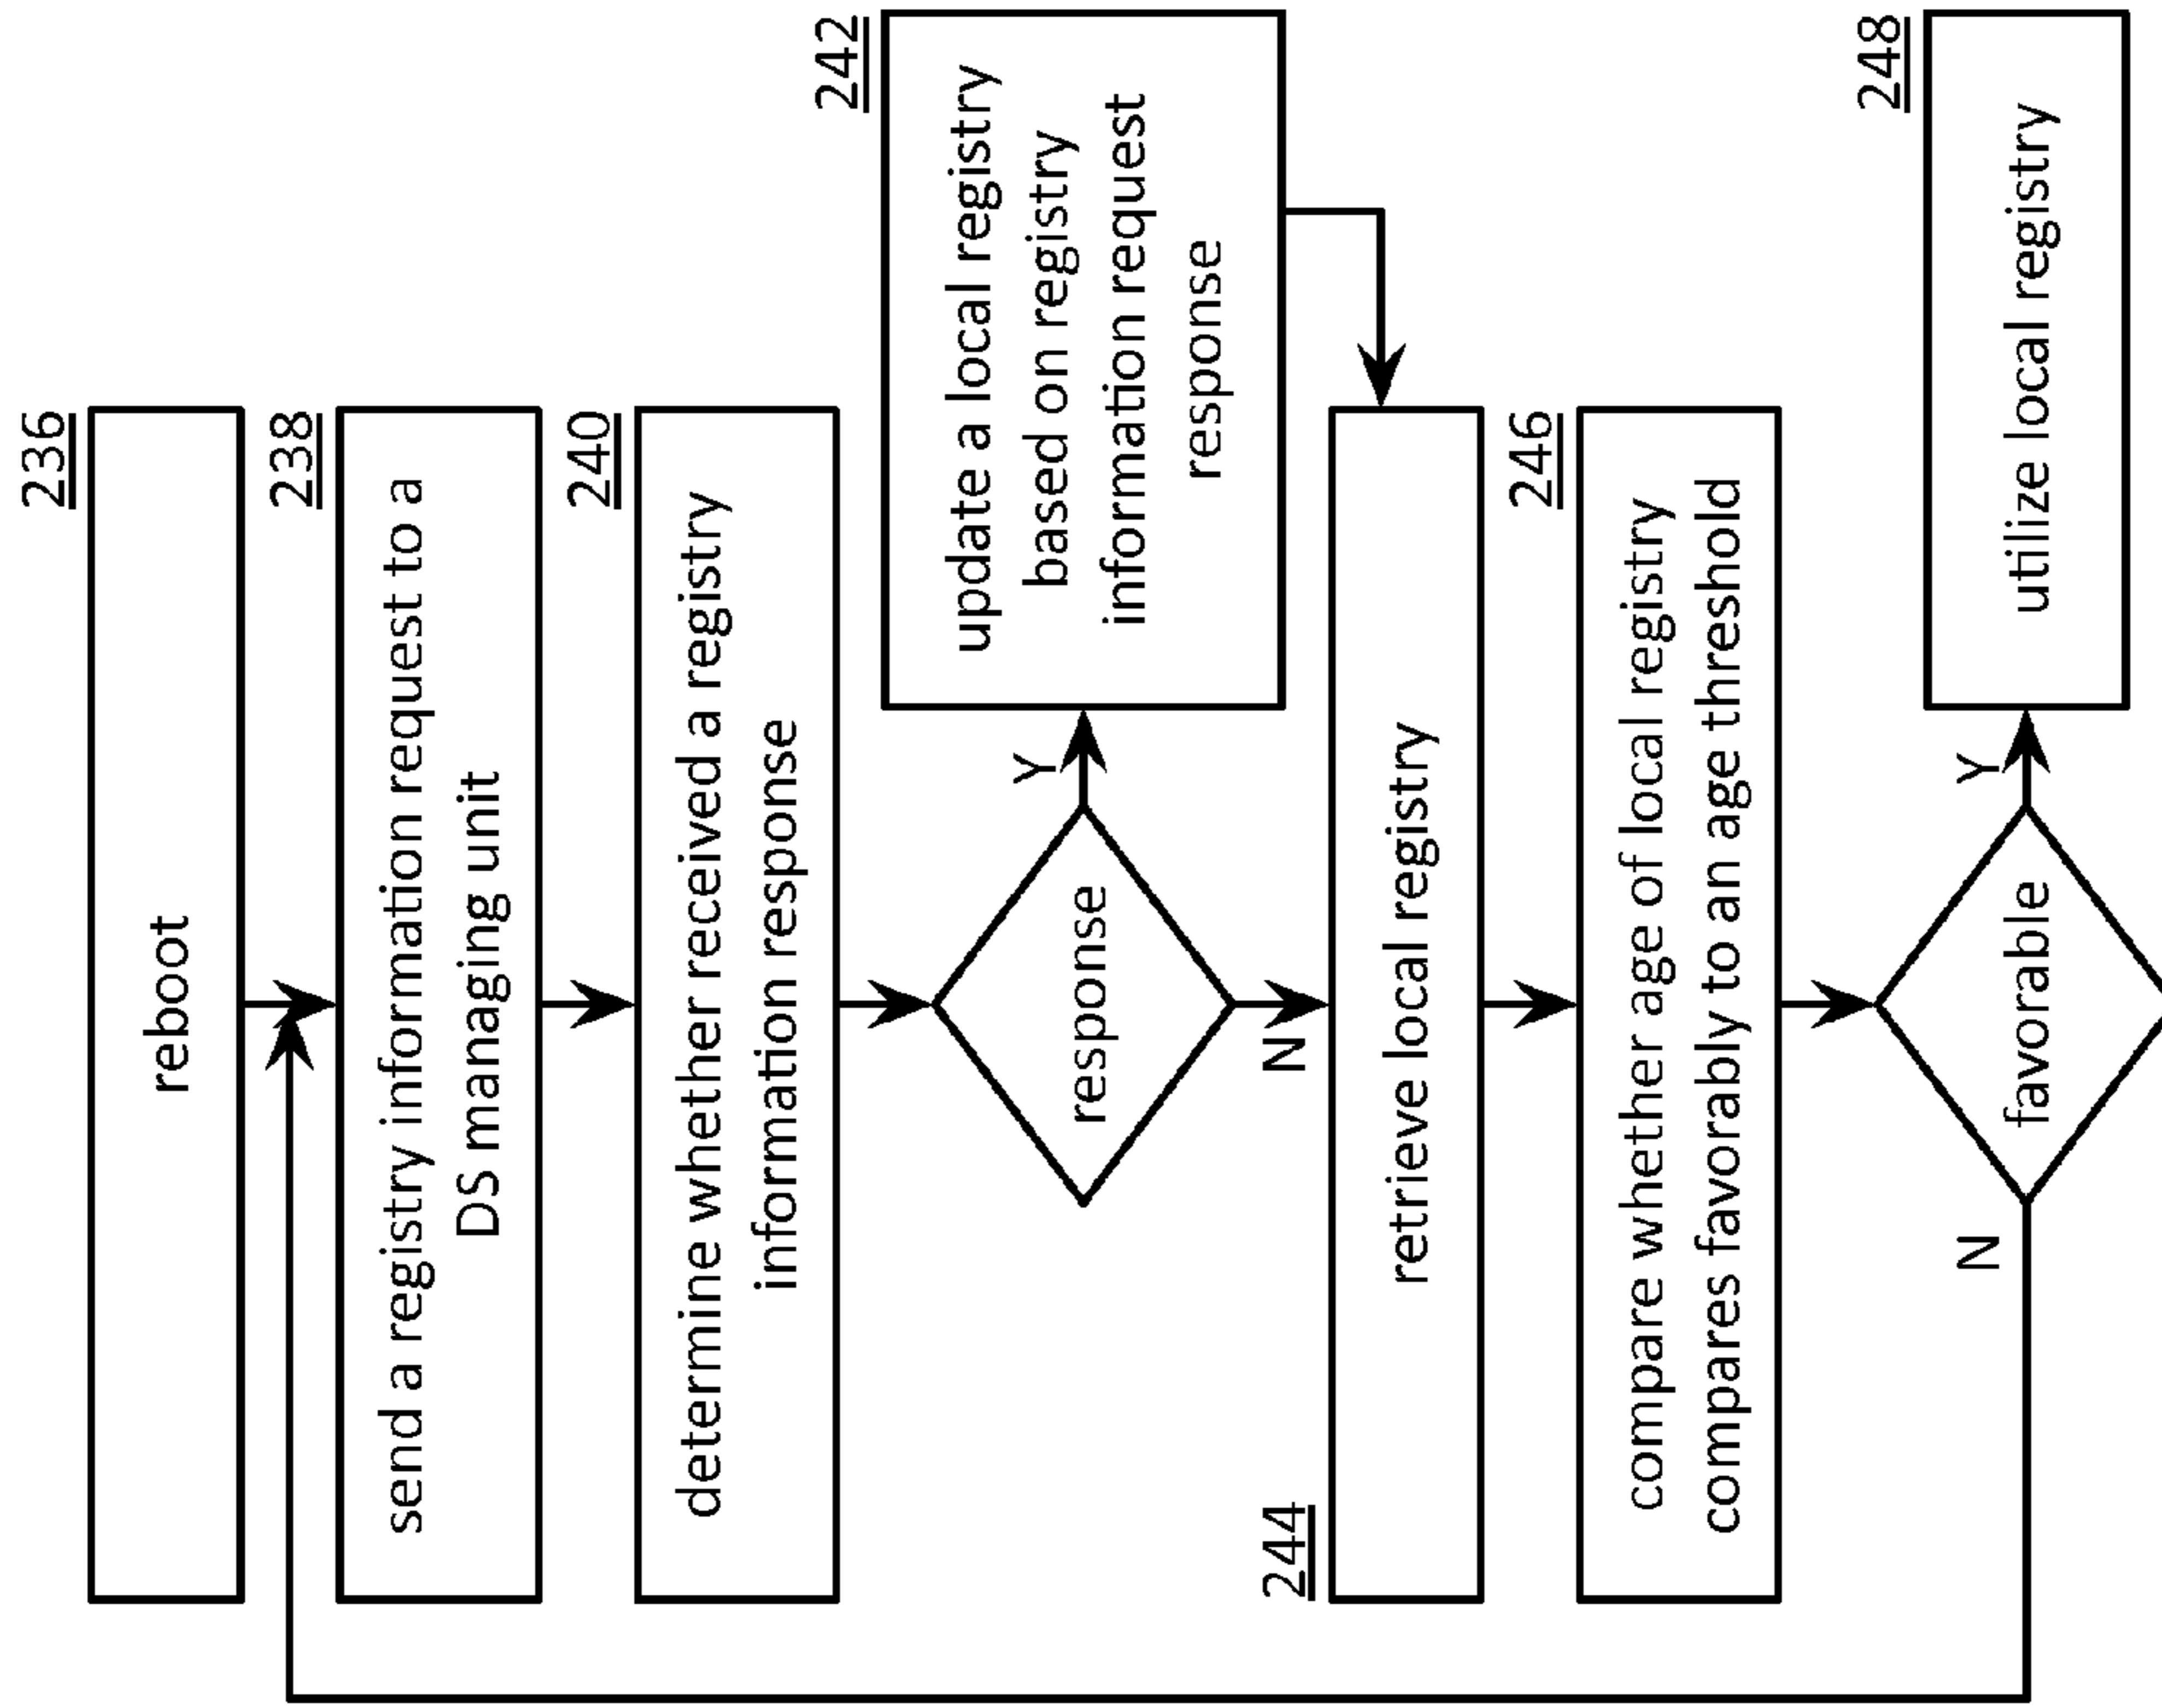 236
reboot
238
send a registry information request to a
DS managing unit
240
determine whether received a registry
information response
response
Y
N
242
update a local registry
based on registry
information request
response
244
retrieve local registry
246
compare whether age of local registry
compares favorably to an age threshold
favorable
Y
N
248
utilize local registry